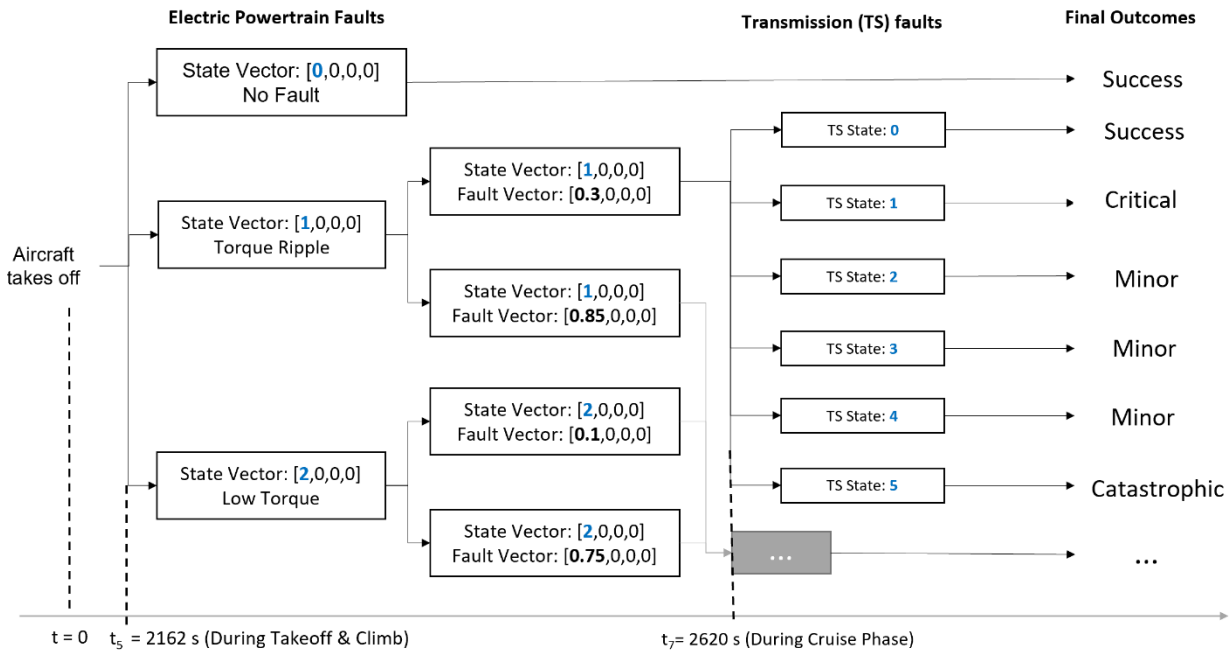 Electric Powertrain Faults
Transmission (TS) faults
Final Outcomes
State Vector: [0,0,0,0]
No Fault
Success
TS State: 0
Success
State Vector: [1,0,0,0]
Fault Vector: [0.3,0,0,0]
TS State: 1
Critical
State Vector: [1,0,0,0]
Torque Ripple
Aircraft
takes off
State Vector: [1,0,0,0]
Fault Vector: [0.85,0,0,0]
TS State: 2
Minor
TS State: 3
Minor
State Vector: [2,0,0,0]
Fault Vector: [0.1,0,0,0]
TS State: 4
Minor
State Vector: [2,0,0,0]
Low Torque
TS State: 5
Catastrophic
State Vector: [2,0,0,0]
Fault Vector: [0.75,0,0,0]
...
...
t = 0
t5 = 2162 s (During Takeoff & Climb)
t7= 2620 s (During Cruise Phase)